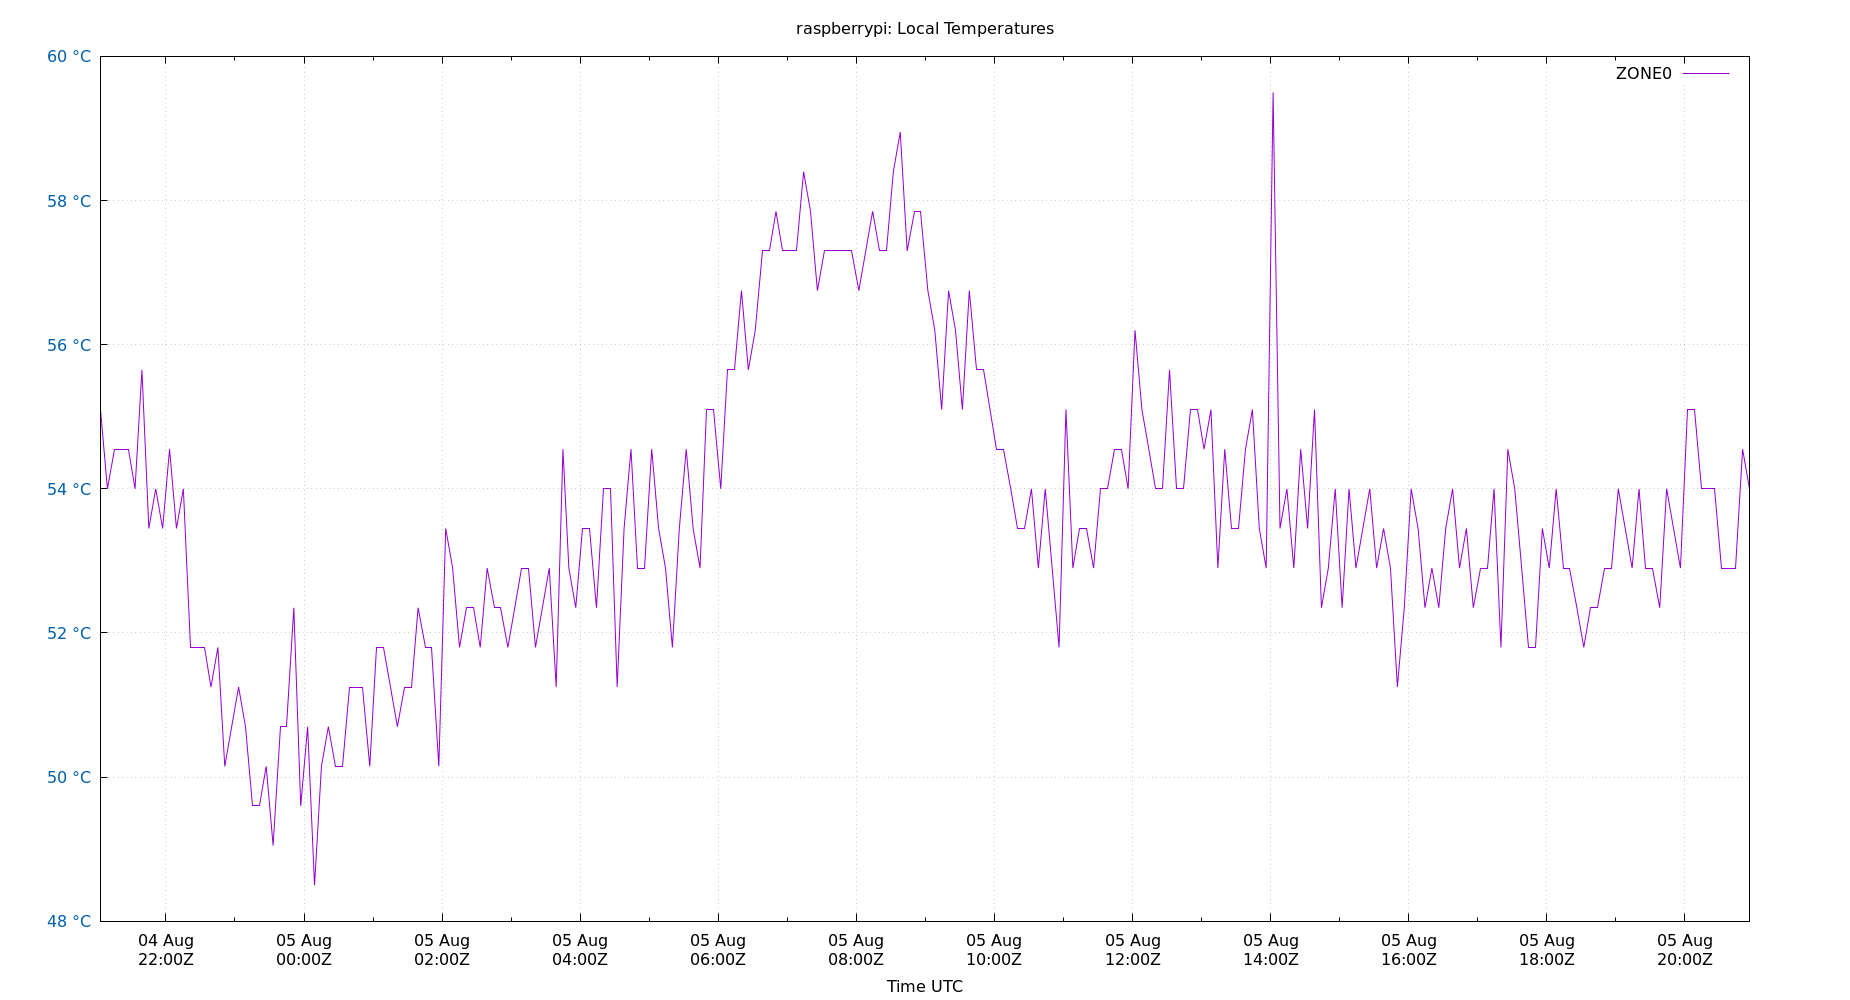 raspberrypi: Local Temperatures
60 °C
ZONE0
58 °C
56 °C
54 °C
52 °C
50 °C
48 °C
04 Aug 05 Aug 05 Aug 05 Aug 05 Aug 05 Aug 05 Aug 05 Aug 05 Aug 05 Aug 05 Aug 05 Aug
22:00Z 00:00Z 02:00Z 04:00Z 06:00Z 08:00Z 10:00Z 12:00Z 14:00Z 16:00Z 18:00Z 20:00Z
Time UTC